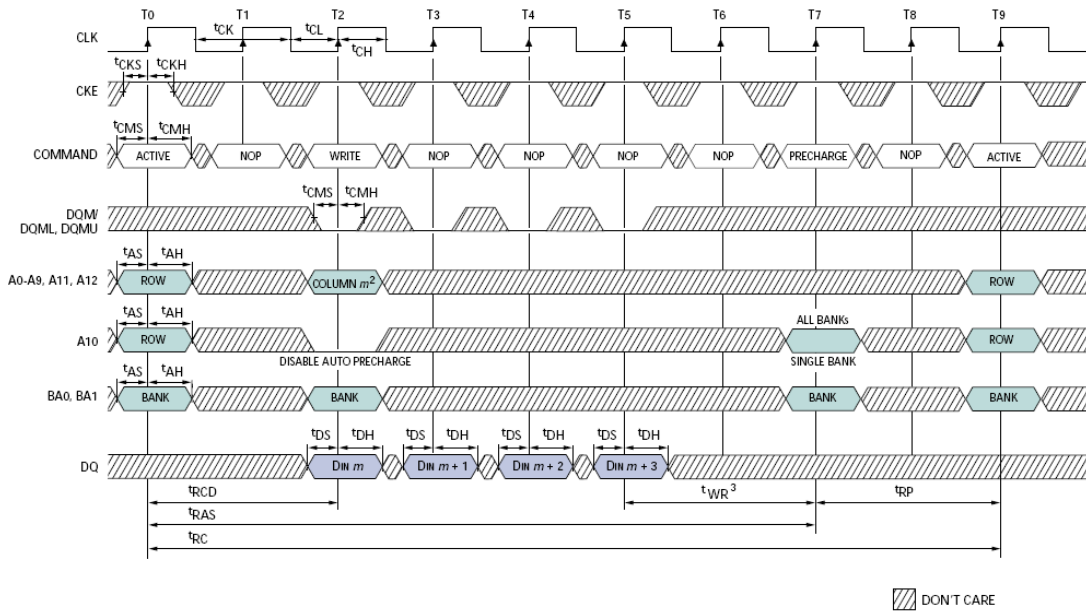 T0 T1 T2 T3 T4 T5 T6 T7 T8 T9
CLK
tCK tCL
tCH
tCKS tCKH
CKE
tCMS tCMH
COMMAND ACTIVE NOP WRITE NOP NOP NOP NOP PRECHARGE NOP ACTIVE
tCMS tCMH
DQM/
DQML, DQMU
tAS tAH
A0-A9, A11, A12 ROW COLUMN m2 ROW
tAS tAH ALL BANKs
A10 ROW ROW
DISABLE AUTO PRECHARGE SINGLE BANK
tAS tAH
BA0, BA1 BANK BANK BANK BANK
tDS tDH tDS tDH tDS tDH tDS tDH
DQ DIN m DIN m + 1 DIN m + 2 DIN m + 3
tRCD tWR3 tRP
tRAS
tRC
DON'T CARE